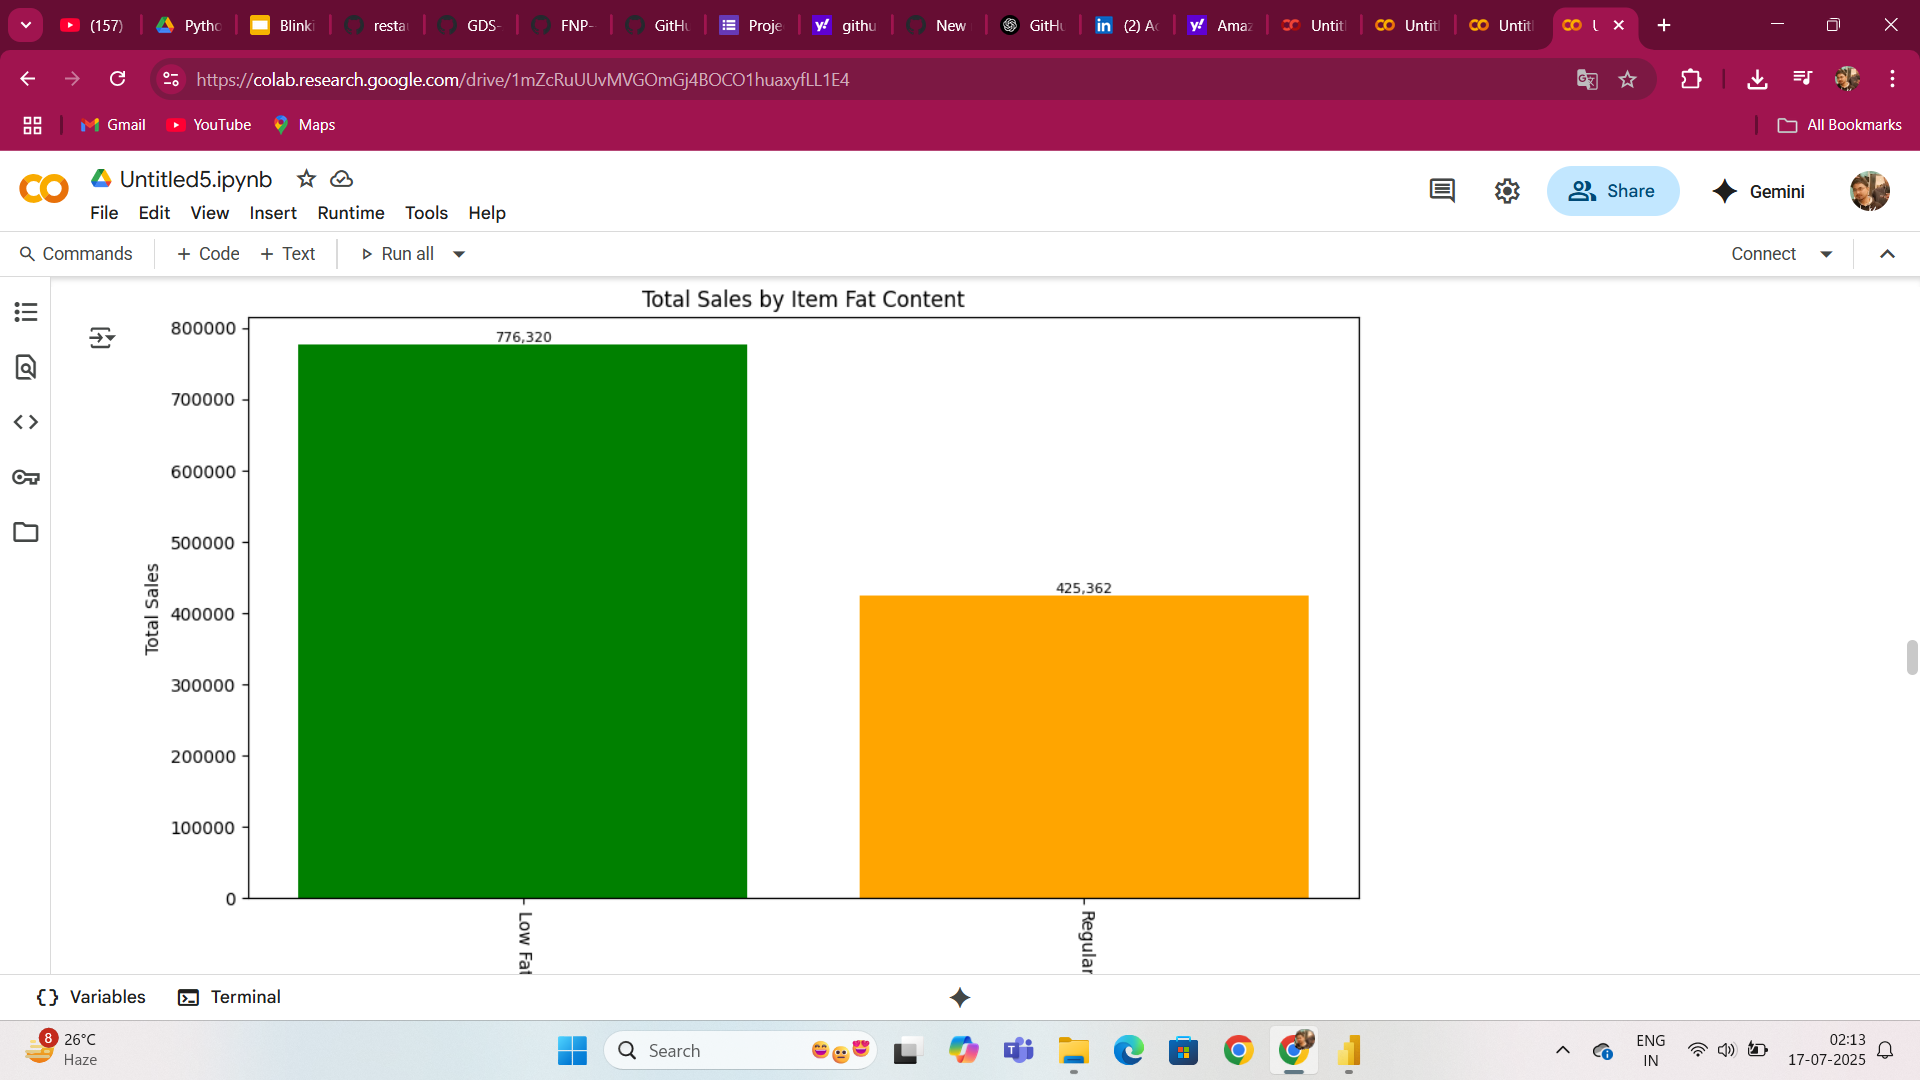 (157)
Pytho
Blinki
resta
GDS-
FNP-
GitHu
Proje
githu
New
GitHu
(2) Ac
Amaz
Untitl
Untitl
Untitl
U
https://colab.research.google.com/drive/1mZcRuUUvMVGOmGj4BOCO1huaxyfLL1E4
Gmail
YouTube
Maps
All Bookmarks
Untitled5.ipynb
File Edit View Insert Runtime Tools Help
Share
Gemini
Commands
+ Code
+ Text
Run all
Connect
Total Sales by Item Fat Content
800000
776,320
700000
600000
500000
425,362
400000
300000
200000
100000
0
Total Sales
Low Fat
Regular
Variables
Terminal
8
26°C
Haze
Search
ENG
IN
02:13
17-07-2025